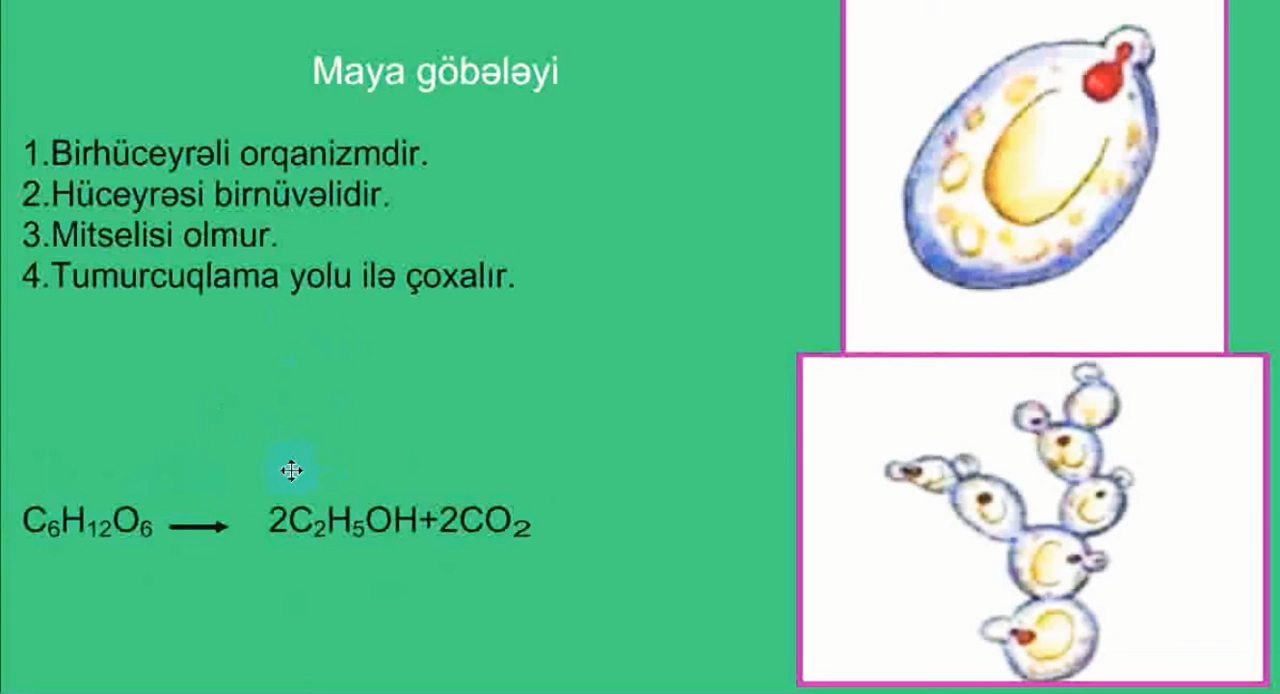 Maya göbələyi
1.Birhüceyrəli orqanizmdir.
2.Hüceyrəsi birnüvəlidir.
3.Mitselisi olmur.
4.Tumurcuqlama yolu ilə çoxalır.
C₆H₁₂O₆ ⟶ 2C₂H₅OH+2CO₂